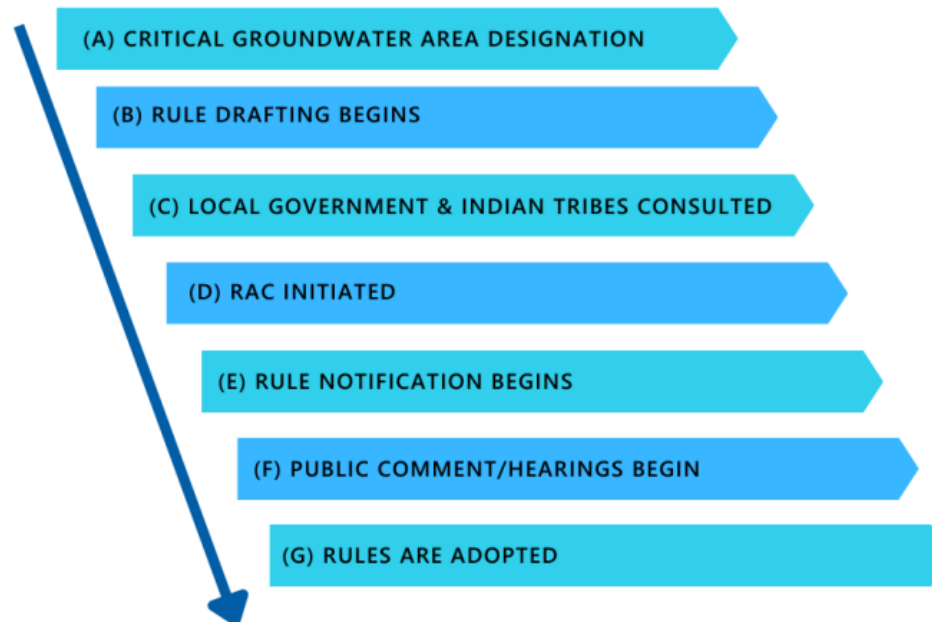 (A) CRITICAL GROUNDWATER AREA DESIGNATION
(B) RULE DRAFTING BEGINS
(C) LOCAL GOVERNMENT & INDIAN TRIBES CONSULTED
(D) RAC INITIATED
(E) RULE NOTIFICATION BEGINS
(F) PUBLIC COMMENT/HEARINGS BEGIN
(G) RULES ARE ADOPTED